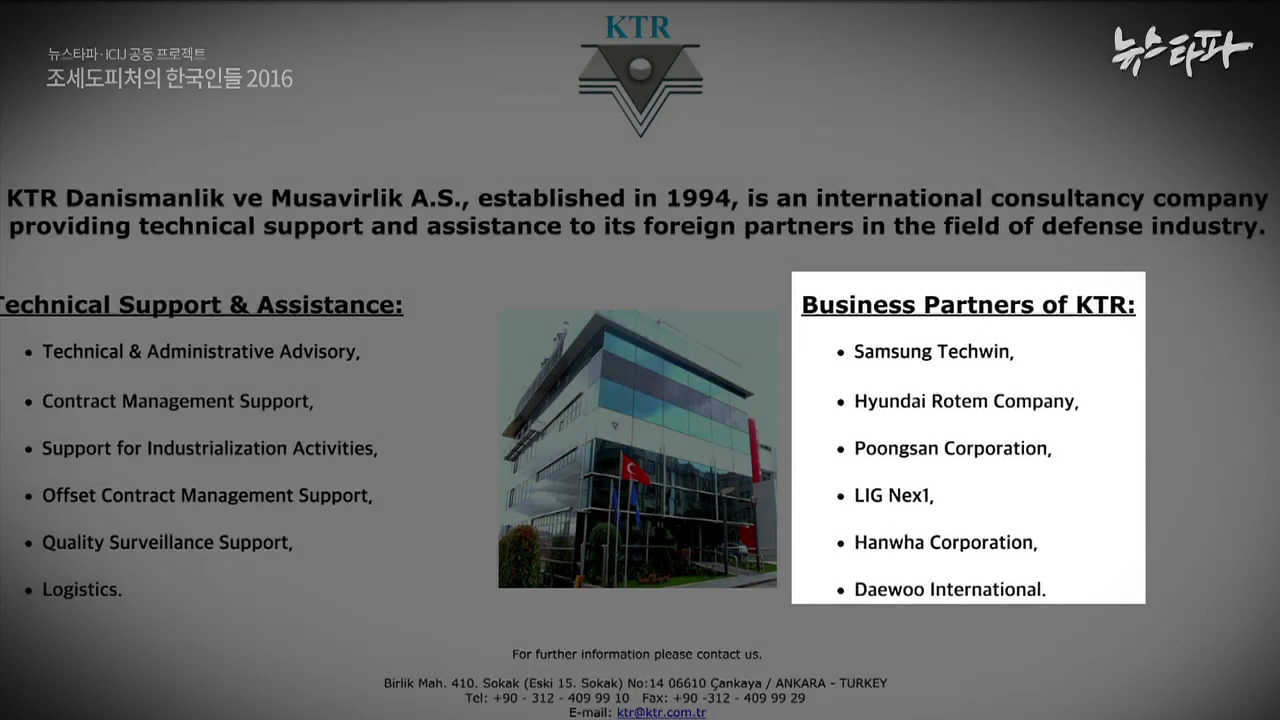 뉴스타파·ICIJ 공동 프로젝트
조세도피처의 한국인들 2016
뉴스타파
KTR
KTR Danismanlik ve Musavirlik A.S., established in 1994, is an international consultancy company
providing technical support and assistance to its foreign partners in the field of defense industry.
Technical Support & Assistance:
• Technical & Administrative Advisory,
• Contract Management Support,
• Support for Industrialization Activities,
• Offset Contract Management Support,
• Quality Surveillance Support,
• Logistics.
Business Partners of KTR:
• Samsung Techwin,
• Hyundai Rotem Company,
• Poongsan Corporation,
• LIG Nex1,
• Hanwha Corporation,
• Daewoo International.
For further information please contact us.
Birlik Mah. 410. Sokak (Eski 15. Sokak) No:14 06610 Çankaya / ANKARA - TURKEY
Tel: +90 - 312 - 409 99 10 Fax: +90 -312 - 409 99 29
E-mail: ktr@ktr.com.tr